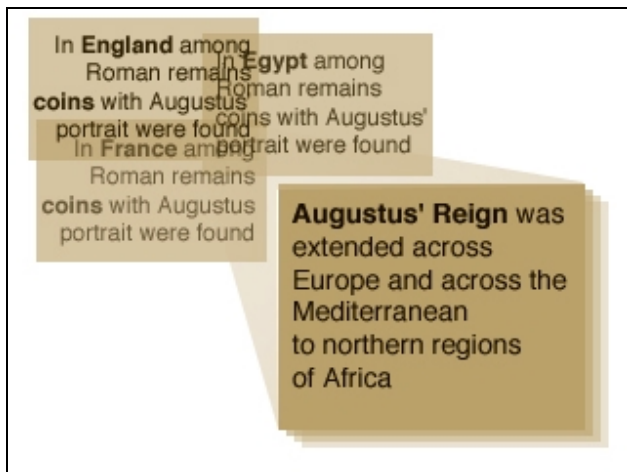 In England among
Roman remains
coins with Augustus'
portrait were found
In Egypt among
Roman remains
coins with Augustus'
portrait were found
In France among
Roman remains
coins with Augustus
portrait were found
Augustus' Reign was
extended across
Europe and across the
Mediterranean
to northern regions
of Africa